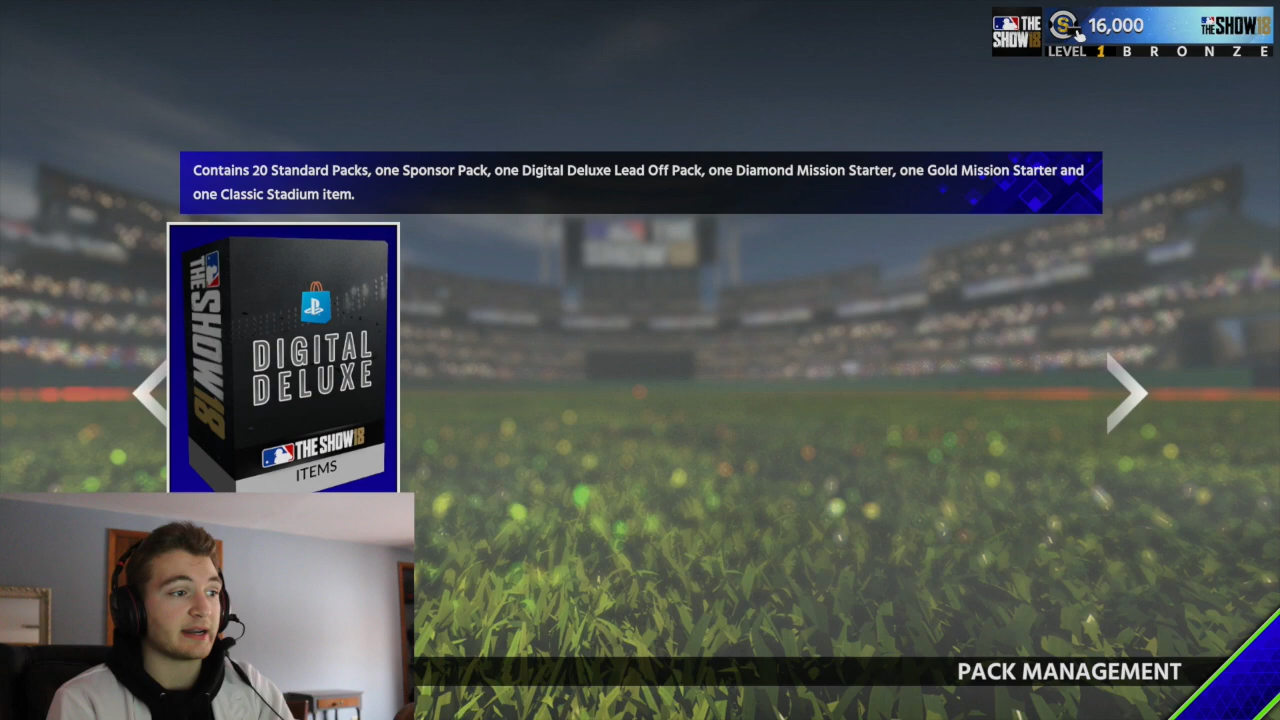 THE SHOW 18
16,000
THE SHOW 18
LEVEL 1 BRONZE
Contains 20 Standard Packs, one Sponsor Pack, one Digital Deluxe Lead Off Pack, one Diamond Mission Starter, one Gold Mission Starter and
one Classic Stadium item.
THE SHOW 18
DIGITAL
DELUXE
THE SHOW 18
ITEMS
PACK MANAGEMENT